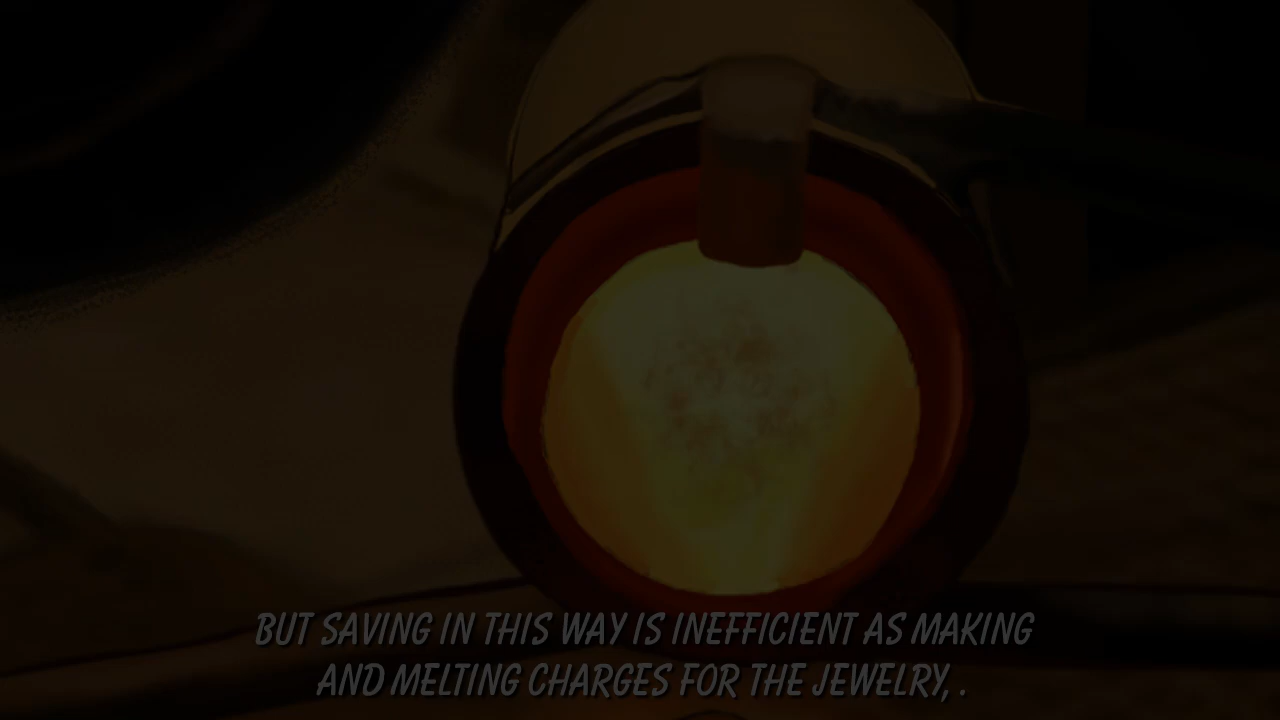 BUT SAVING IN THIS WAY IS INEFFICIENT AS MAKING
AND MELTING CHARGES FOR THE JEWELRY, .